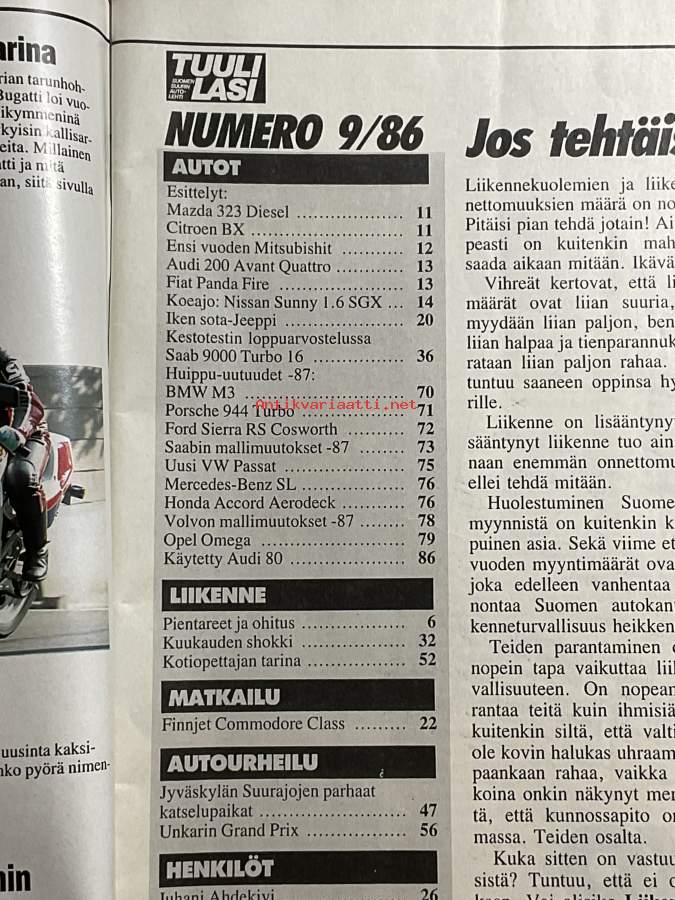 arina
rian tarunhoh-
Bugatti loi vuo-
ikymmeninä
rkyisin kallisar-
eita. Millainen
atti ja mitä
an, siitä sivulla
uusinta kaksi-
nko pyörä nimen-
nin
TUULI
LASI
SUOMEN
SUURIN
AUTO-
LEHTI
NUMERO 9/86
AUTOT
Esittelyt:
Mazda 323 Diesel .................. 11
Citroen BX ......................... 11
Ensi vuoden Mitsubishit .......... 12
Audi 200 Avant Quattro ........... 13
Fiat Panda Fire ..................... 13
Koeajo: Nissan Sunny 1.6 SGX ... 14
Iken sota-Jeeppi .................... 20
Kestotestin loppuarvostelussa
Saab 9000 Turbo 16 ............... 36
Huippu-uutuudet -87:
BMW M3 ........................... 70
Porsche 944 Turbo ................. 71
Antikvariaatti.net
Ford Sierra RS Cosworth ......... 72
Saabin mallimuutokset -87 ....... 73
Uusi VW Passat .................... 75
Mercedes-Benz SL ................. 76
Honda Accord Aerodeck .......... 76
Volvon mallimuutokset -87 ........ 78
Opel Omega ........................ 79
Käytetty Audi 80 ................... 86
LIIKENNE
Pientareet ja ohitus ................. 6
Kuukauden shokki ................. 32
Kotiopettajan tarina ................ 52
MATKAILU
Finnjet Commodore Class ......... 22
AUTOURHEILU
Jyväskylän Suurajojen parhaat
katselupaikat ........................ 47
Unkarin Grand Prix ................ 56
HENKILÖT
Juhani Ahdekivi .................... 26
Jos tehtäis
Liikennekuolemien ja liike
nettomuuksien määrä on no
Pitäisi pian tehdä jotain! Ai
peasti on kuitenkin mah
saada aikaan mitään. Ikävä
Vihreät kertovat, että li
määrät ovat liian suuria,
myydään liian paljon, ben
liian halpaa ja tienparannuk
rataan liian paljon rahaa.
tuntuu saaneen oppinsa hy
rille.
Liikenne on lisääntyny
sääntynyt liikenne tuo ain
naan enemmän onnettomu
ellei tehdä mitään.
Huolestuminen Suome
myynnistä on kuitenkin k
puinen asia. Sekä viime et
vuoden myyntimäärät ova
joka edelleen vanhentaa
nontaa Suomen autokan
kenneturvallisuus heikken
Teiden parantaminen o
nopein tapa vaikuttaa liil
vallisuuteen. On nopean
rantaa teitä kuin ihmisiä
kuitenkin siltä, että valti
ole kovin halukas uhraam
paankaan rahaa, vaikka
koina onkin näkynyt mer
tä, että kunnossapito on
massa. Teiden osalta.
Kuka sitten on vastuu
sistä? Tuntuu, että ei o